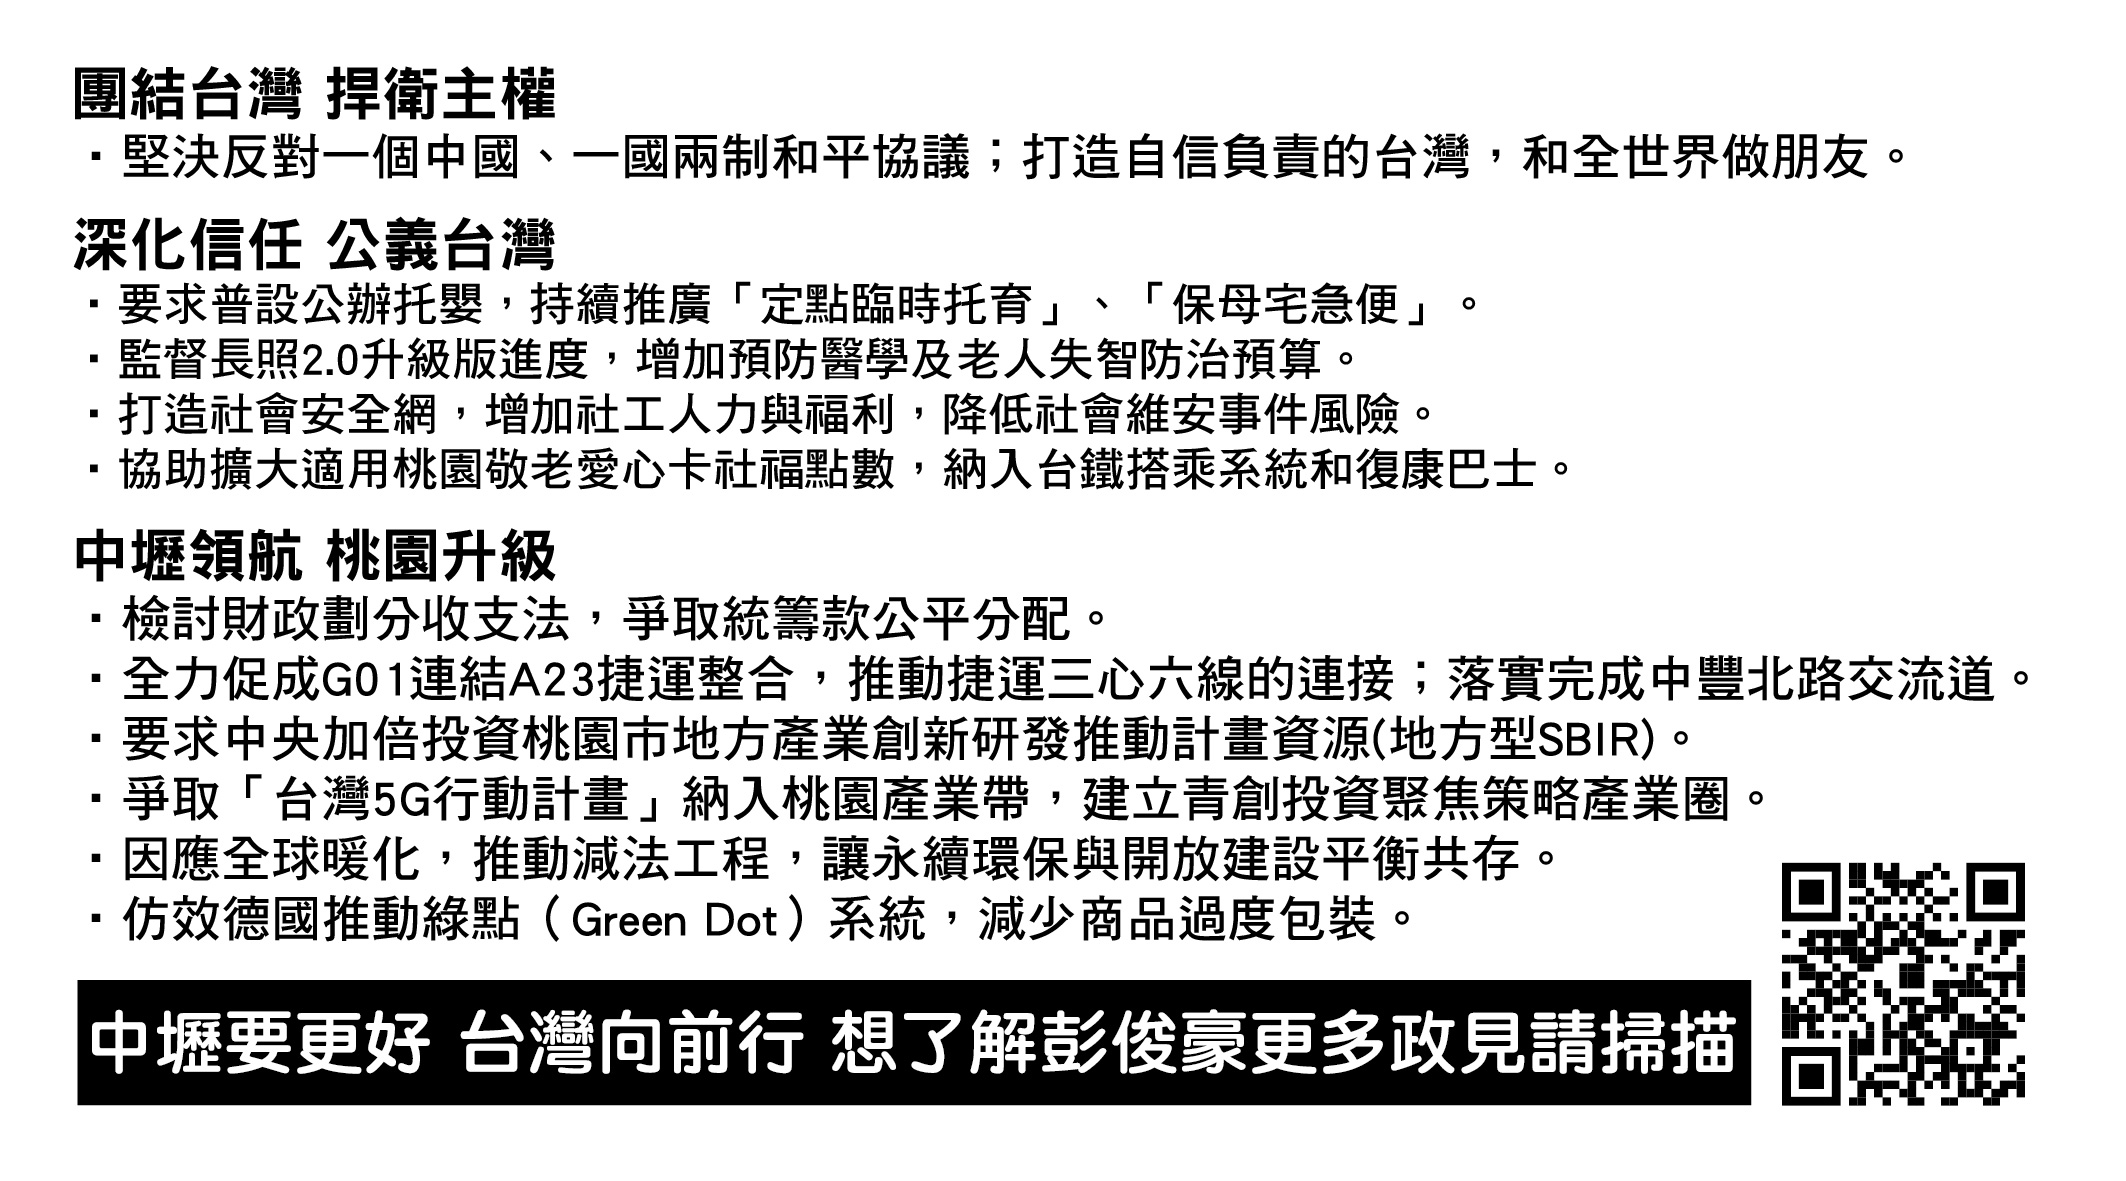 團結台灣 捍衛主權
・堅決反對一個中國、一國兩制和平協議；打造自信負責的台灣，和全世界做朋友。
深化信任 公義台灣
・要求普設公辦托嬰，持續推廣「定點臨時托育」、「保母宅急便」。
・監督長照2.0升級版進度，增加預防醫學及老人失智防治預算。
・打造社會安全網，增加社工人力與福利，降低社會維安事件風險。
・協助擴大適用桃園敬老愛心卡社福點數，納入台鐵搭乘系統和復康巴士。
中壢領航 桃園升級
・檢討財政劃分收支法，爭取統籌款公平分配。
・全力促成G01連結A23捷運整合，推動捷運三心六線的連接；落實完成中豐北路交流道。
・要求中央加倍投資桃園市地方產業創新研發推動計畫資源(地方型SBIR)。
・爭取「台灣5G行動計畫」納入桃園產業帶，建立青創投資聚焦策略產業圈。
・因應全球暖化，推動減法工程，讓永續環保與開放建設平衡共存。
・仿效德國推動綠點（Green Dot）系統，減少商品過度包裝。
中壢要更好 台灣向前行 想了解彭俊豪更多政見請掃描